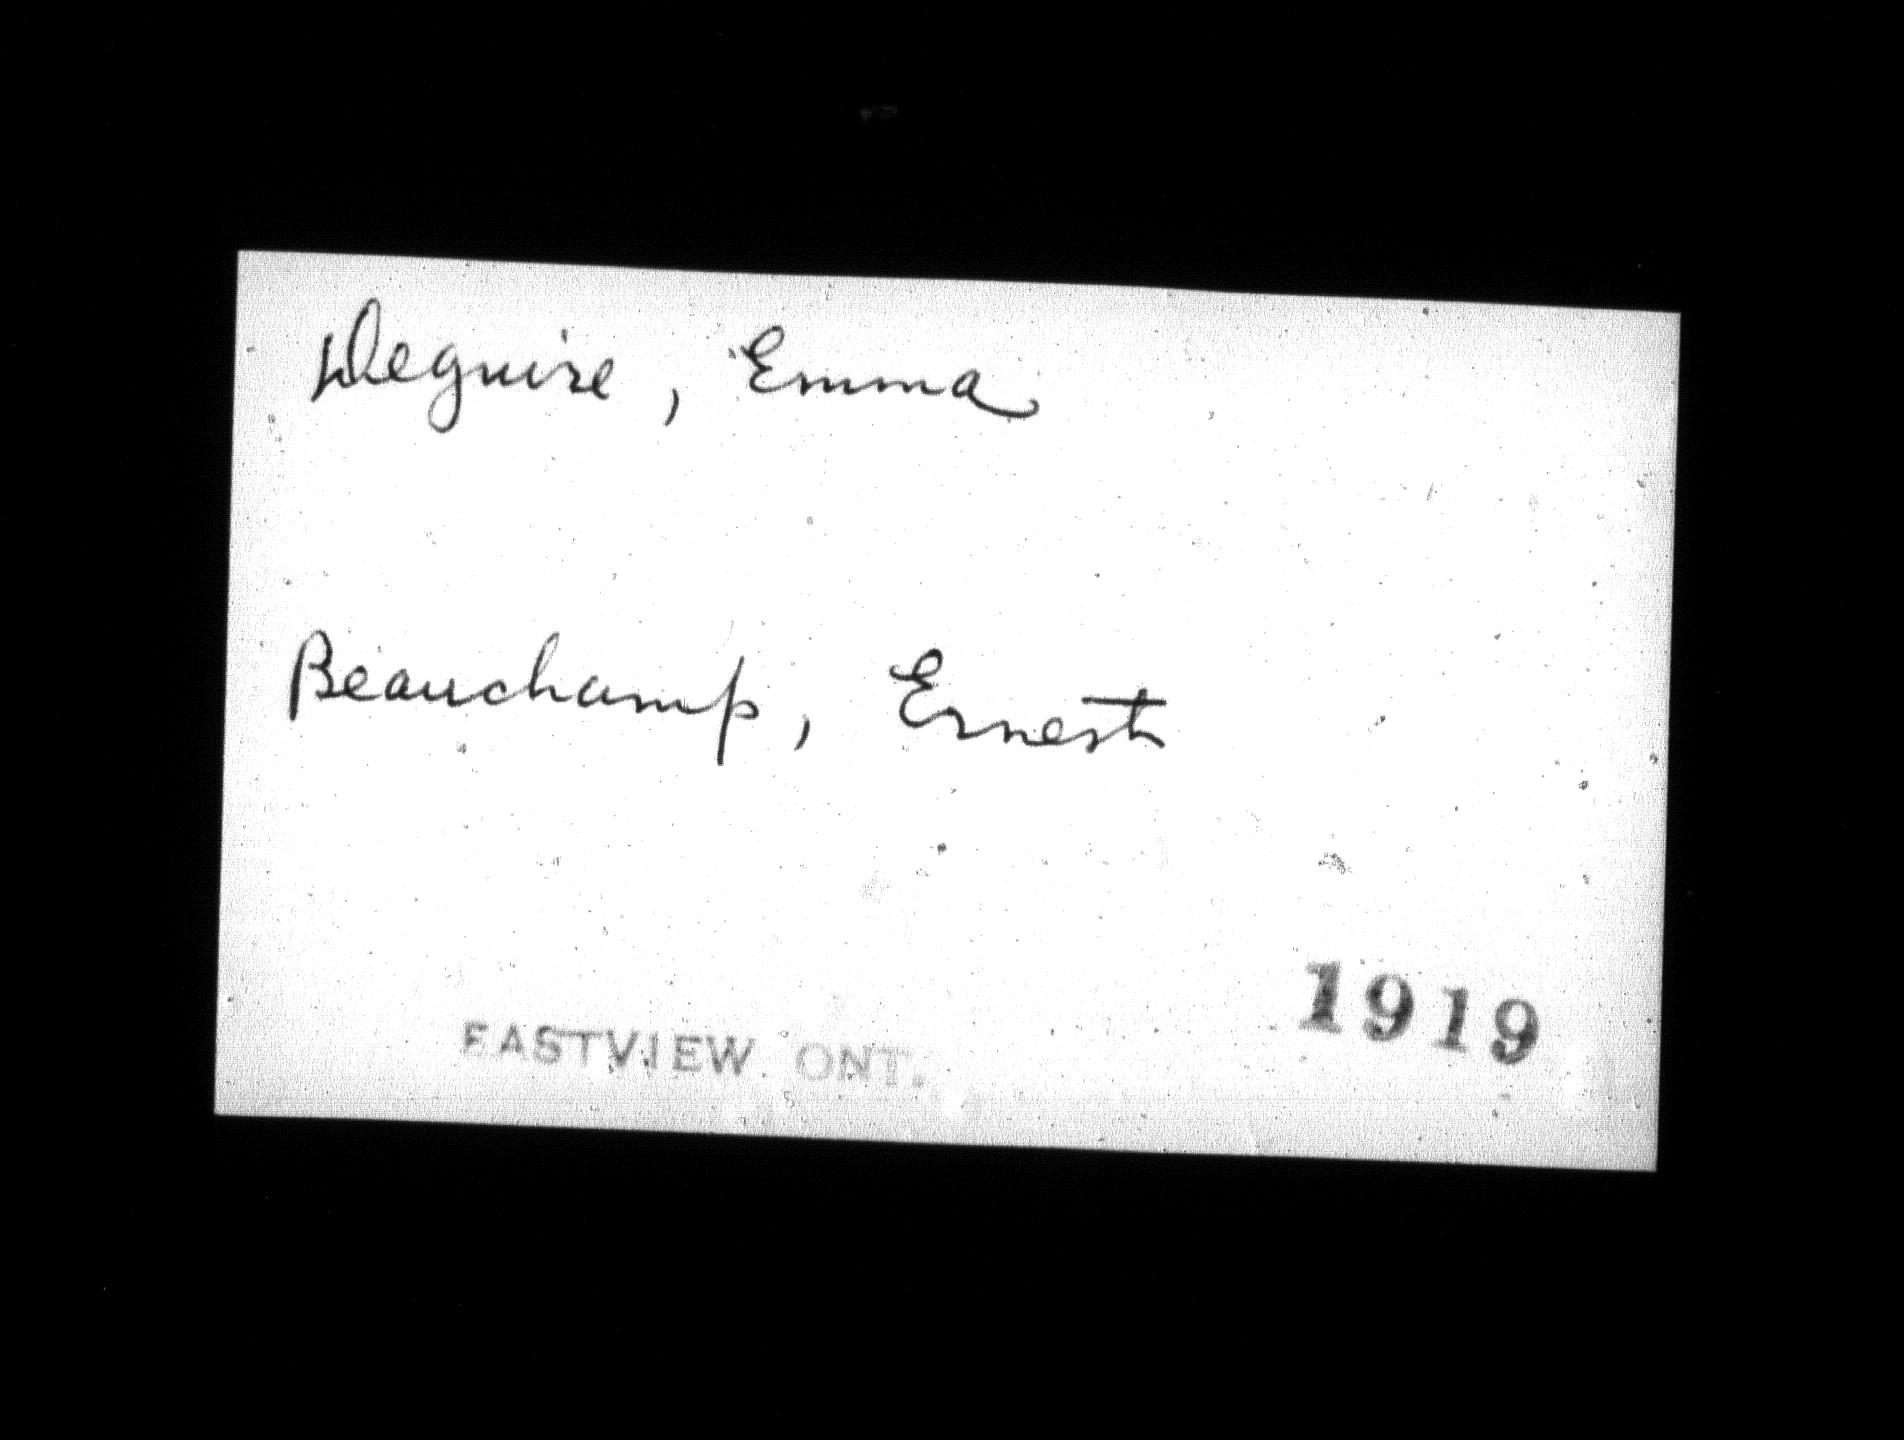 Deguire, Emma
Beauchamp, Ernest
1919
EASTVIEW. ONT.